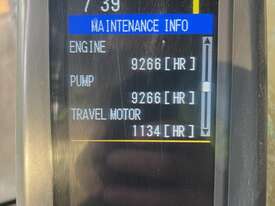 7 39
MAINTENANCE INFO
ENGINE
9266[HR]
PUMP
9266[HR]
TRAVEL MOTOR
1134[HR]